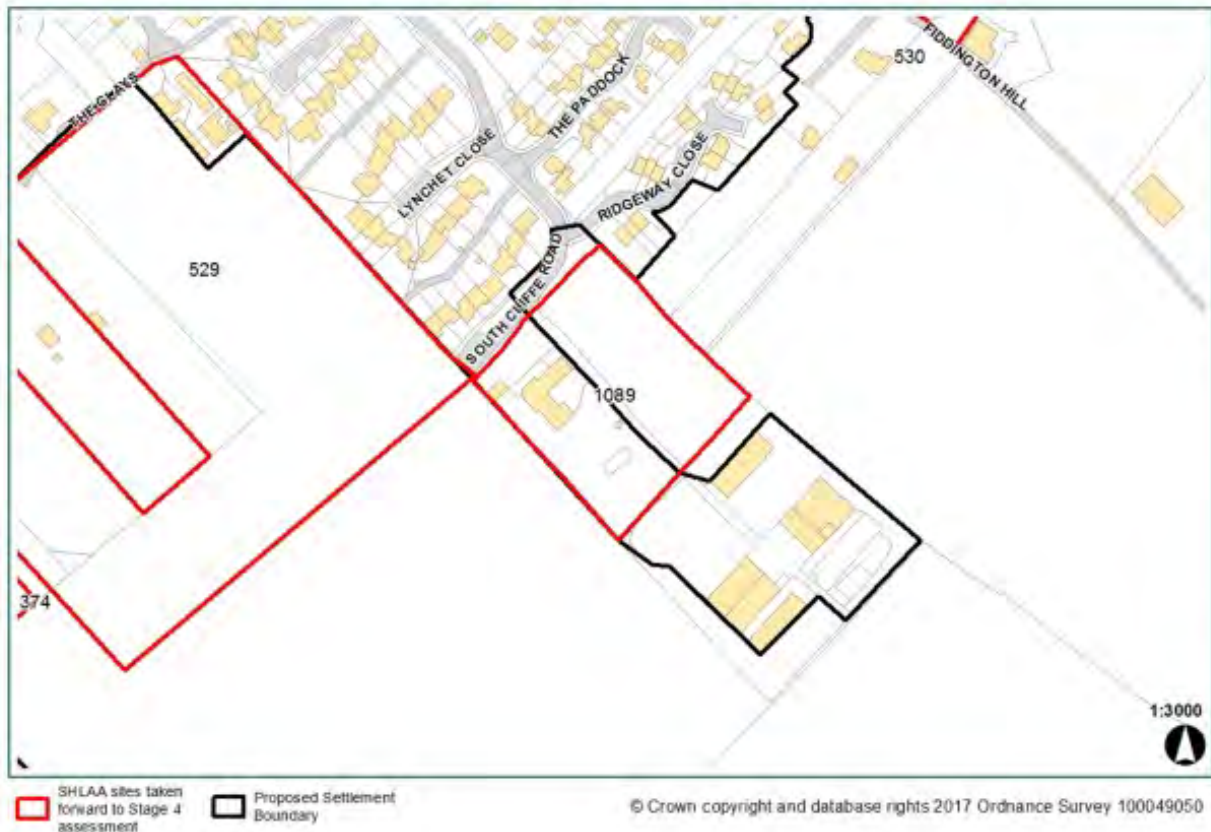 530
FIDDINGTON HILL
THE CLAYS
THE PADDOCK
LYNCHET CLOSE
RIDGEWAY CLOSE
529
SOUTH CLIFFE ROAD
1089
374
1:3000
SHLAA sites taken
forward to Stage 4
assessment
Proposed Settlement
Boundary
© Crown copyright and database rights 2017 Ordnance Survey 100049050